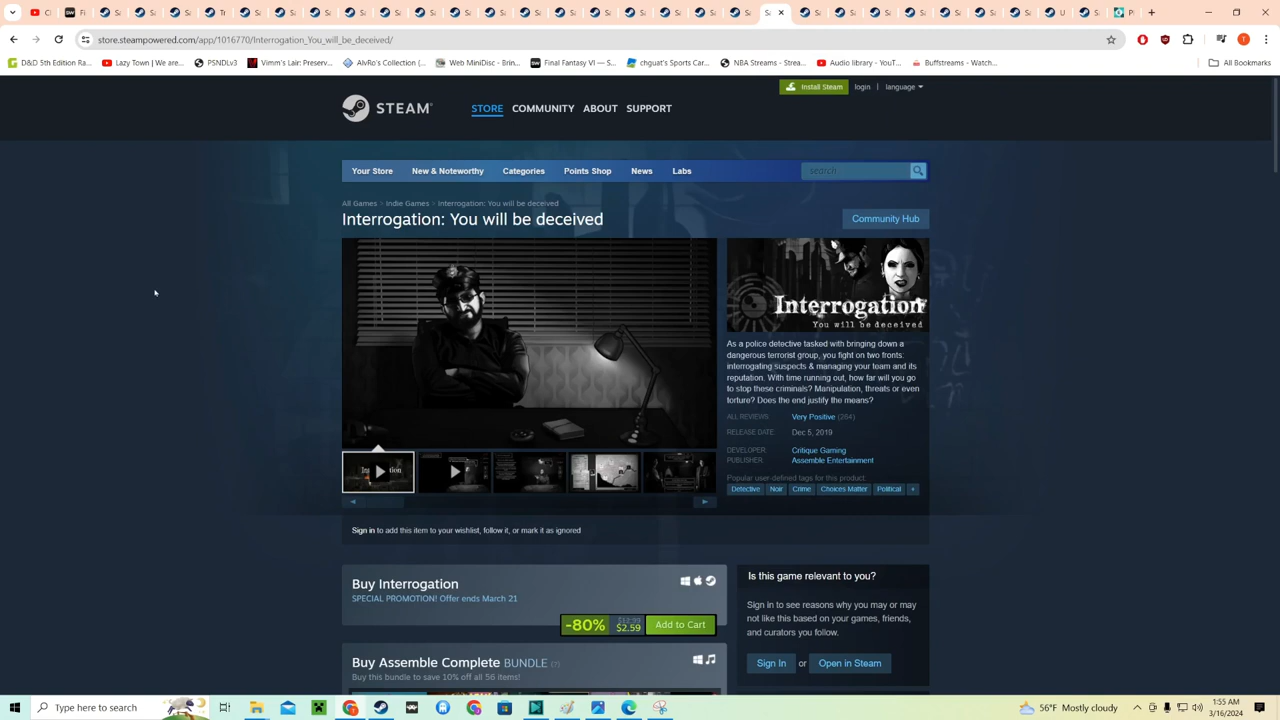 store.steampowered.com/app/1016770/Interrogation_You_will_be_deceived/
D&D 5th Edition Ra...
Lazy Town | We are...
PSNDLv3
Vimm's Lair: Preserv...
AlvRo's Collection (...
Web MiniDisc - ...
Final Fantasy VI — S...
chguat's Sports Car...
NBA Streams - Strea...
Audio library - YouT...
Buffstreams - Watch...
All Bookmarks
Install Steam
login | language
STEAM
STORE COMMUNITY ABOUT SUPPORT
Your Store New & Noteworthy Categories Points Shop News Labs
search
All Games > Indie Games > Interrogation: You will be deceived
Interrogation: You will be deceived
Community Hub
Interrogation
You will be deceived
As a police detective tasked with bringing down a
dangerous terrorist group, you fight on two fronts:
interrogating suspects & managing your team and its
reputation. With time running out, how far will you go
to stop these criminals? Manipulation, threats or even
torture? Does the end justify the means?
ALL REVIEWS: Very Positive (264)
RELEASE DATE: Dec 5, 2019
DEVELOPER: Critique Gaming
PUBLISHER: Assemble Entertainment
Popular user-defined tags for this product:
Detective Noir Crime Choices Matter Political +
Sign in to add this item to your wishlist, follow it, or mark it as ignored
Buy Interrogation
SPECIAL PROMOTION! Offer ends March 21
-80% $12.99 $2.59 Add to Cart
Buy Assemble Complete BUNDLE (?)
Buy this bundle to save 10% off all 56 items!
Is this game relevant to you?
Sign in to see reasons why you may or may
not like this based on your games, friends,
and curators you follow.
Sign In or Open in Steam
Type here to search
56°F Mostly cloudy
1:55 AM
3/16/2024